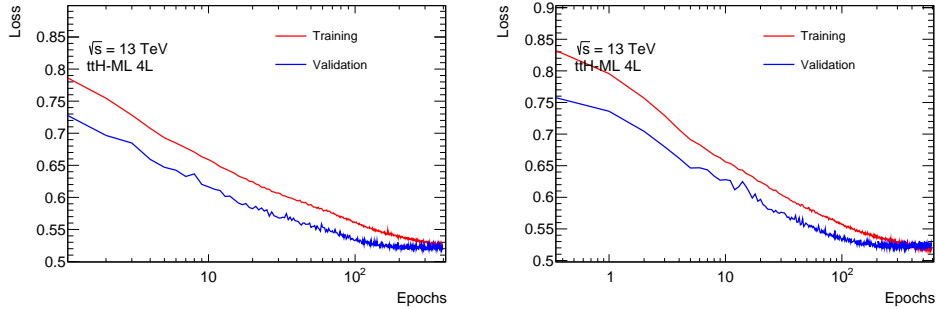 Loss
0.85
0.8
0.75
0.7
0.65
0.6
0.55
0.5
√s = 13 TeV
ttH-ML 4L
Training
Validation
10
10²
Epochs
Loss
0.9
0.85
0.8
0.75
0.7
0.65
0.6
0.55
0.5
√s = 13 TeV
ttH-ML 4L
Training
Validation
1
10
10²
Epochs